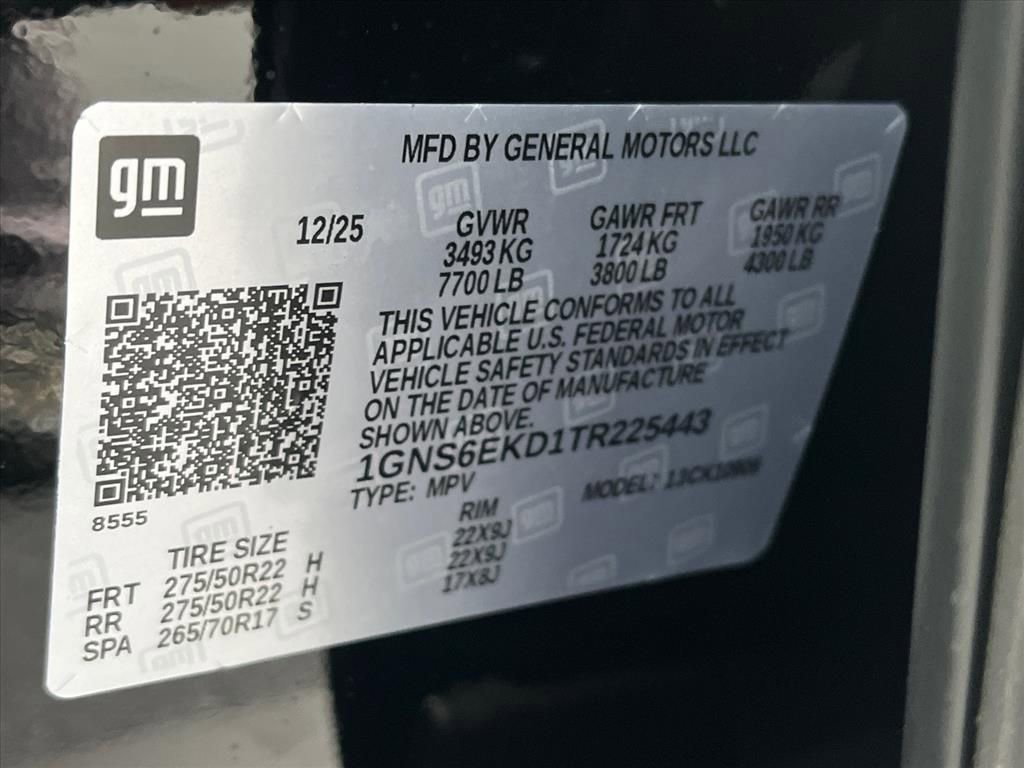 gm
MFD BY GENERAL MOTORS LLC
12/25
GVWR
3493 KG
7700 LB
GAWR FRT
1724 KG
3800 LB
GAWR RR
1950 KG
4300 LB
THIS VEHICLE CONFORMS TO ALL
APPLICABLE U.S. FEDERAL MOTOR
VEHICLE SAFETY STANDARDS IN EFFECT
ON THE DATE OF MANUFACTURE
SHOWN ABOVE.
1GNS6EKD1TR225443
TYPE: MPV
MODEL:
8555
TIRE SIZE
RIM
FRT 275/50R22 H 22X9J
RR 275/50R22 H 22X9J
SPA 265/70R17 S 17X8J